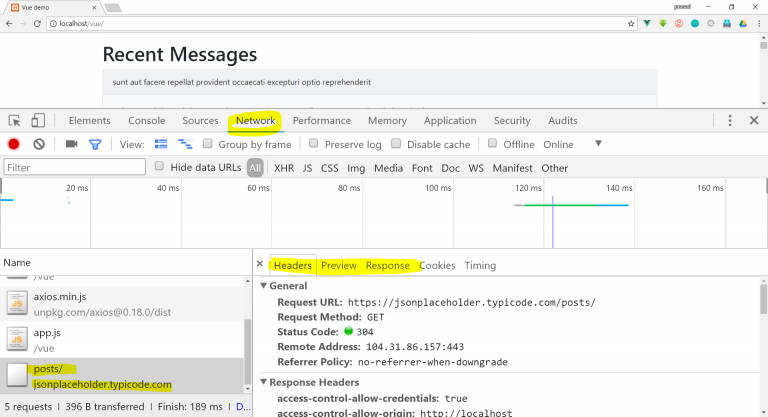 Vue demo
localhost/vue/
Recent Messages
sunt aut facere repellat provident occaecati excepturi optio reprehenderit
Elements Console Sources Network Performance Memory Application Security Audits
View: Group by frame Preserve log Disable cache Offline Online
Filter Hide data URLs All XHR JS CSS Img Media Font Doc WS Manifest Other
20 ms 40 ms 60 ms 80 ms 100 ms 120 ms 140 ms 160 ms
Name
/vue
axios.min.js
unpkg.com/axios@0.18.0/dist
app.js
/vue
posts/
jsonplaceholder.typicode.com
5 requests | 396 B transferred | Finish: 189 ms | D...
Headers Preview Response Cookies Timing
General
Request URL: https://jsonplaceholder.typicode.com/posts/
Request Method: GET
Status Code: 304
Remote Address: 104.31.86.157:443
Referrer Policy: no-referrer-when-downgrade
Response Headers
access-control-allow-credentials: true
access-control-allow-origin: http://localhost